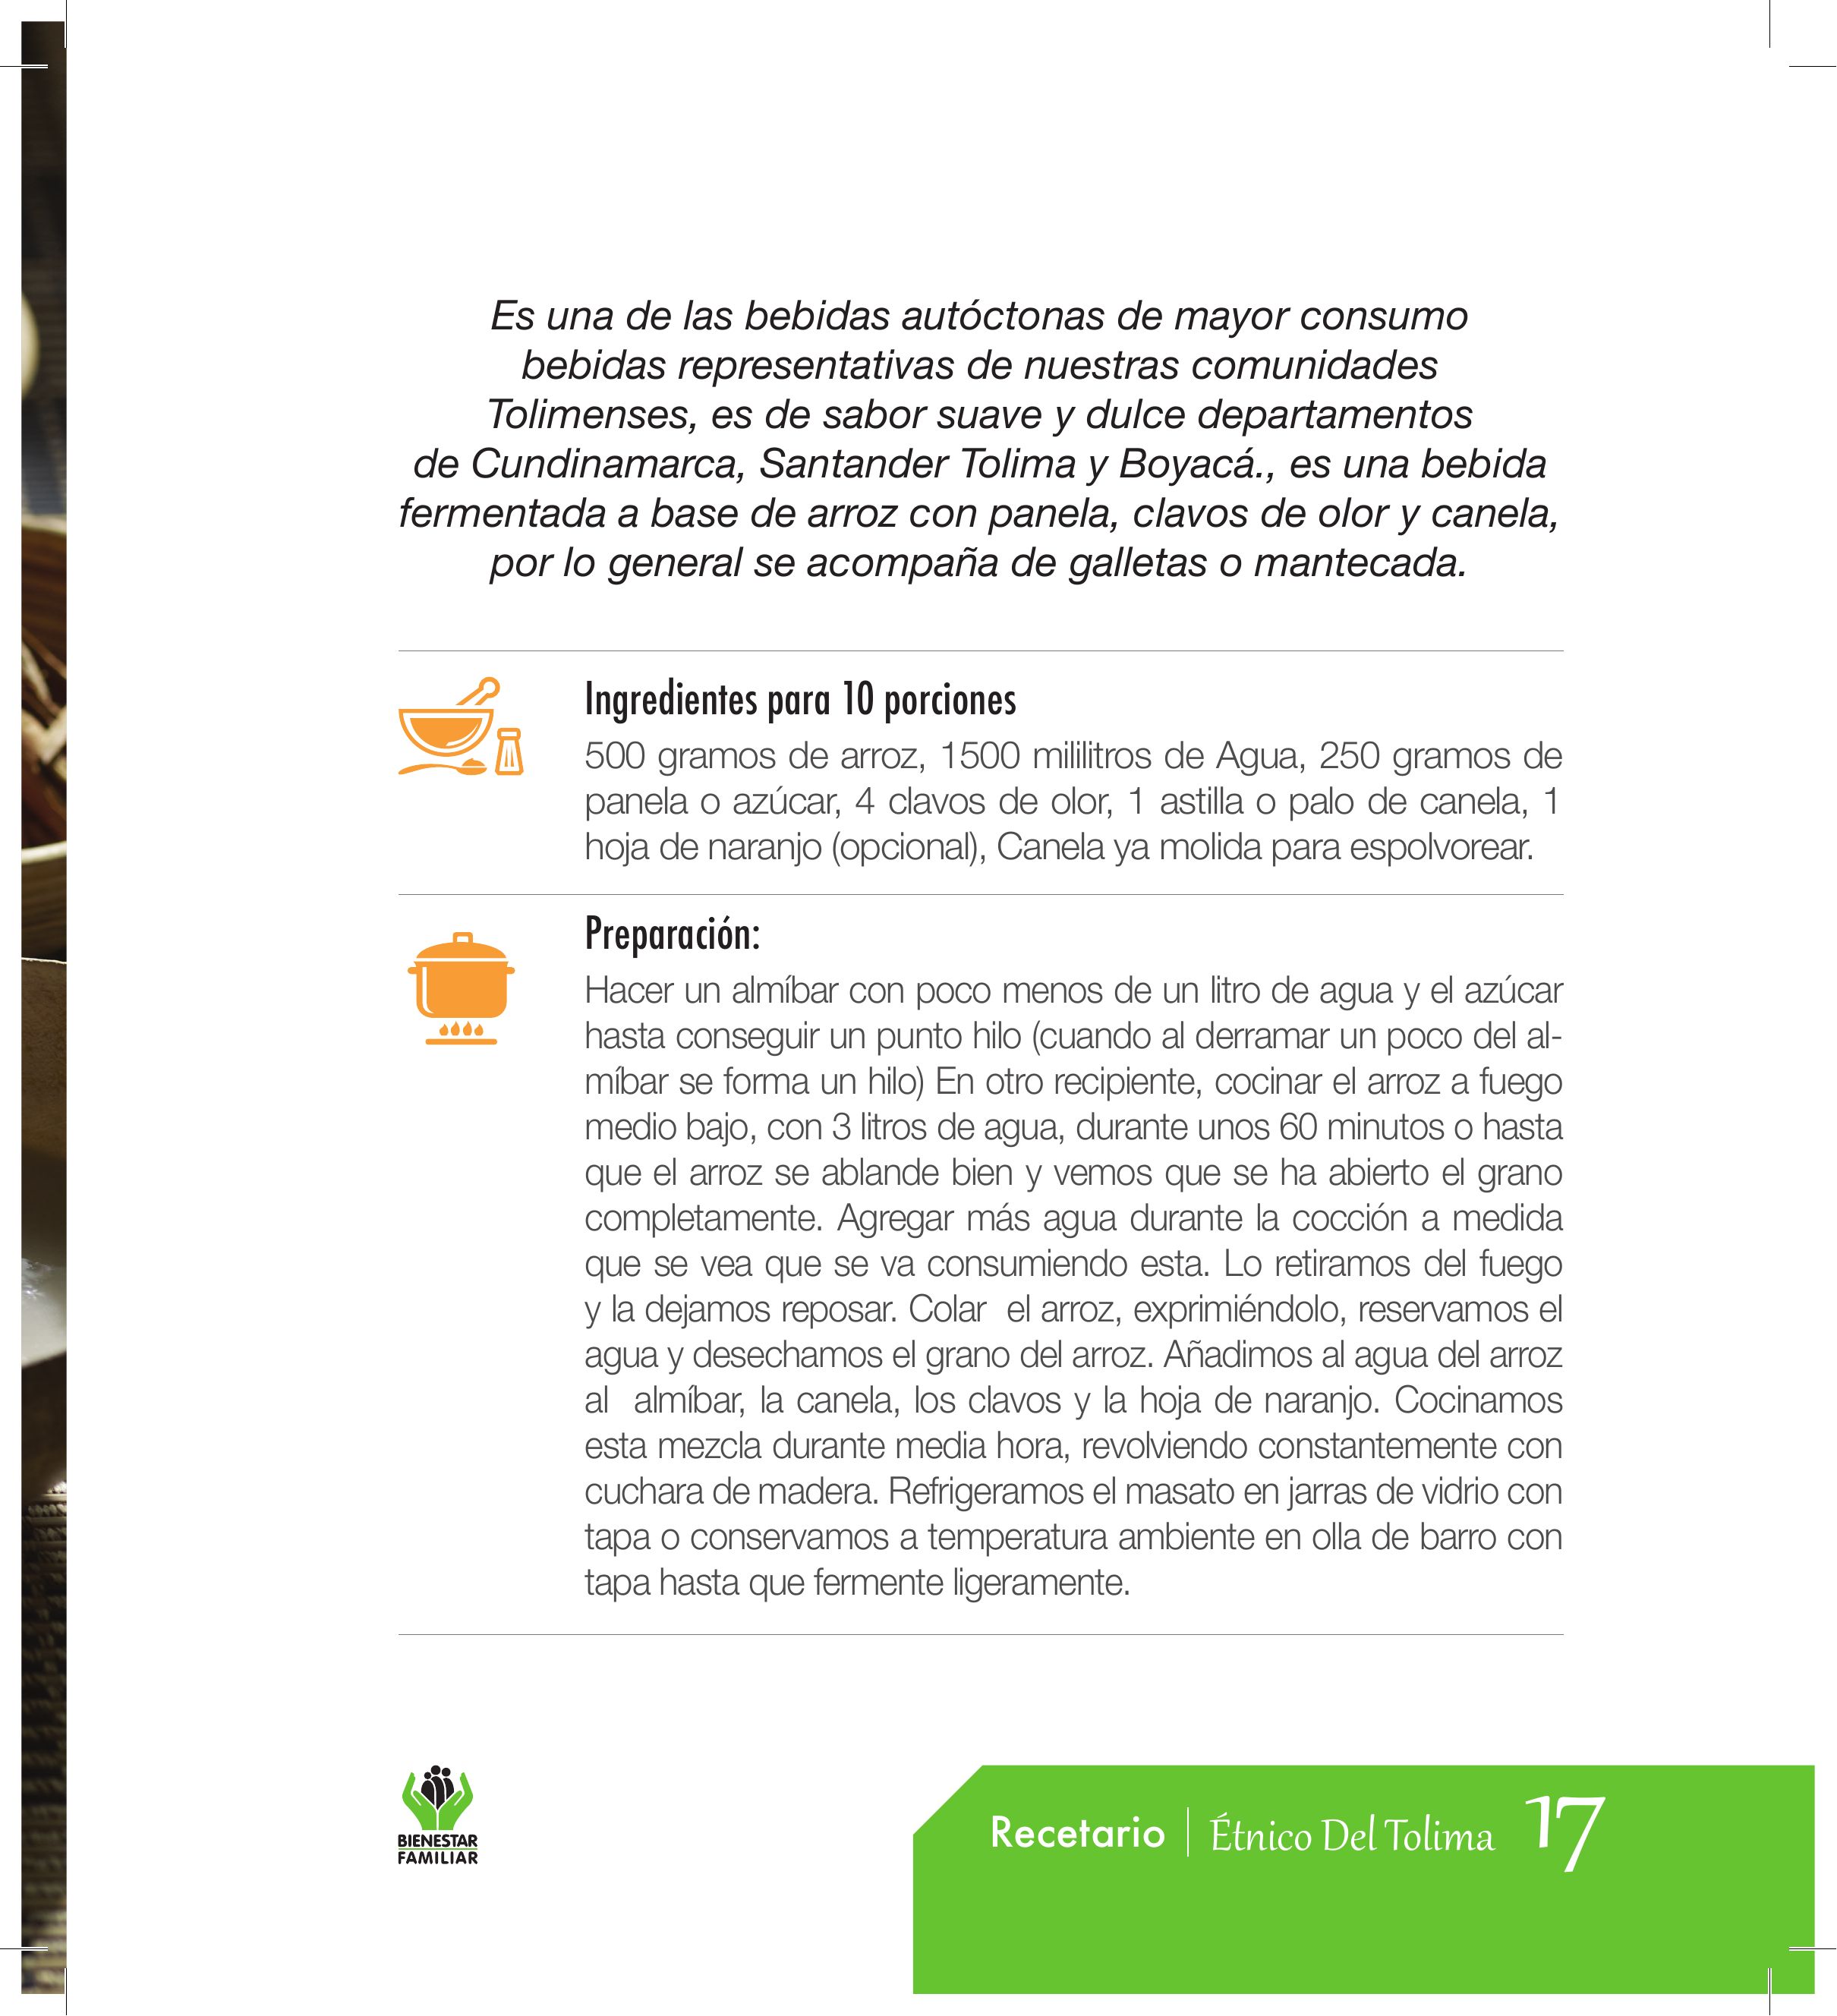 Es una de las bebidas autóctonas de mayor consumo
bebidas representativas de nuestras comunidades
Tolimenses, es de sabor suave y dulce departamentos
de Cundinamarca, Santander Tolima y Boyacá., es una bebida
fermentada a base de arroz con panela, clavos de olor y canela,
por lo general se acompaña de galletas o mantecada.
Ingredientes para 10 porciones
500 gramos de arroz, 1500 mililitros de Agua, 250 gramos de
panela o azúcar, 4 clavos de olor, 1 astilla o palo de canela, 1
hoja de naranjo (opcional), Canela ya molida para espolvorear.
Preparación:
Hacer un almíbar con poco menos de un litro de agua y el azúcar
hasta conseguir un punto hilo (cuando al derramar un poco del al-
míbar se forma un hilo) En otro recipiente, cocinar el arroz a fuego
medio bajo, con 3 litros de agua, durante unos 60 minutos o hasta
que el arroz se ablande bien y vemos que se ha abierto el grano
completamente. Agregar más agua durante la cocción a medida
que se vea que se va consumiendo esta. Lo retiramos del fuego
y la dejamos reposar. Colar  el arroz, exprimiéndolo, reservamos el
agua y desechamos el grano del arroz. Añadimos al agua del arroz
al  almíbar, la canela, los clavos y la hoja de naranjo. Cocinamos
esta mezcla durante media hora, revolviendo constantemente con
cuchara de madera. Refrigeramos el masato en jarras de vidrio con
tapa o conservamos a temperatura ambiente en olla de barro con
tapa hasta que fermente ligeramente.
BIENESTAR
FAMILIAR
Recetario | Étnico Del Tolima 17